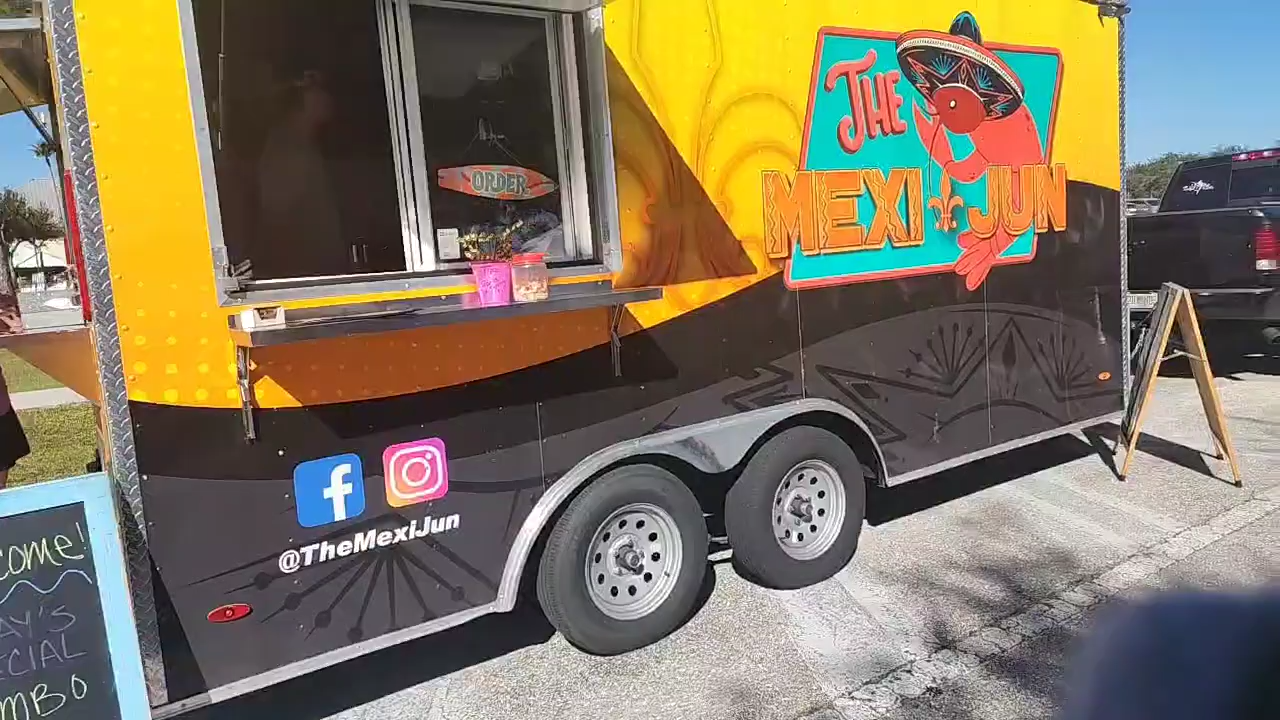 THE
MEXI JUN
ORDER
@TheMexiJun
COME!
AY'S
ECIAL
MBO